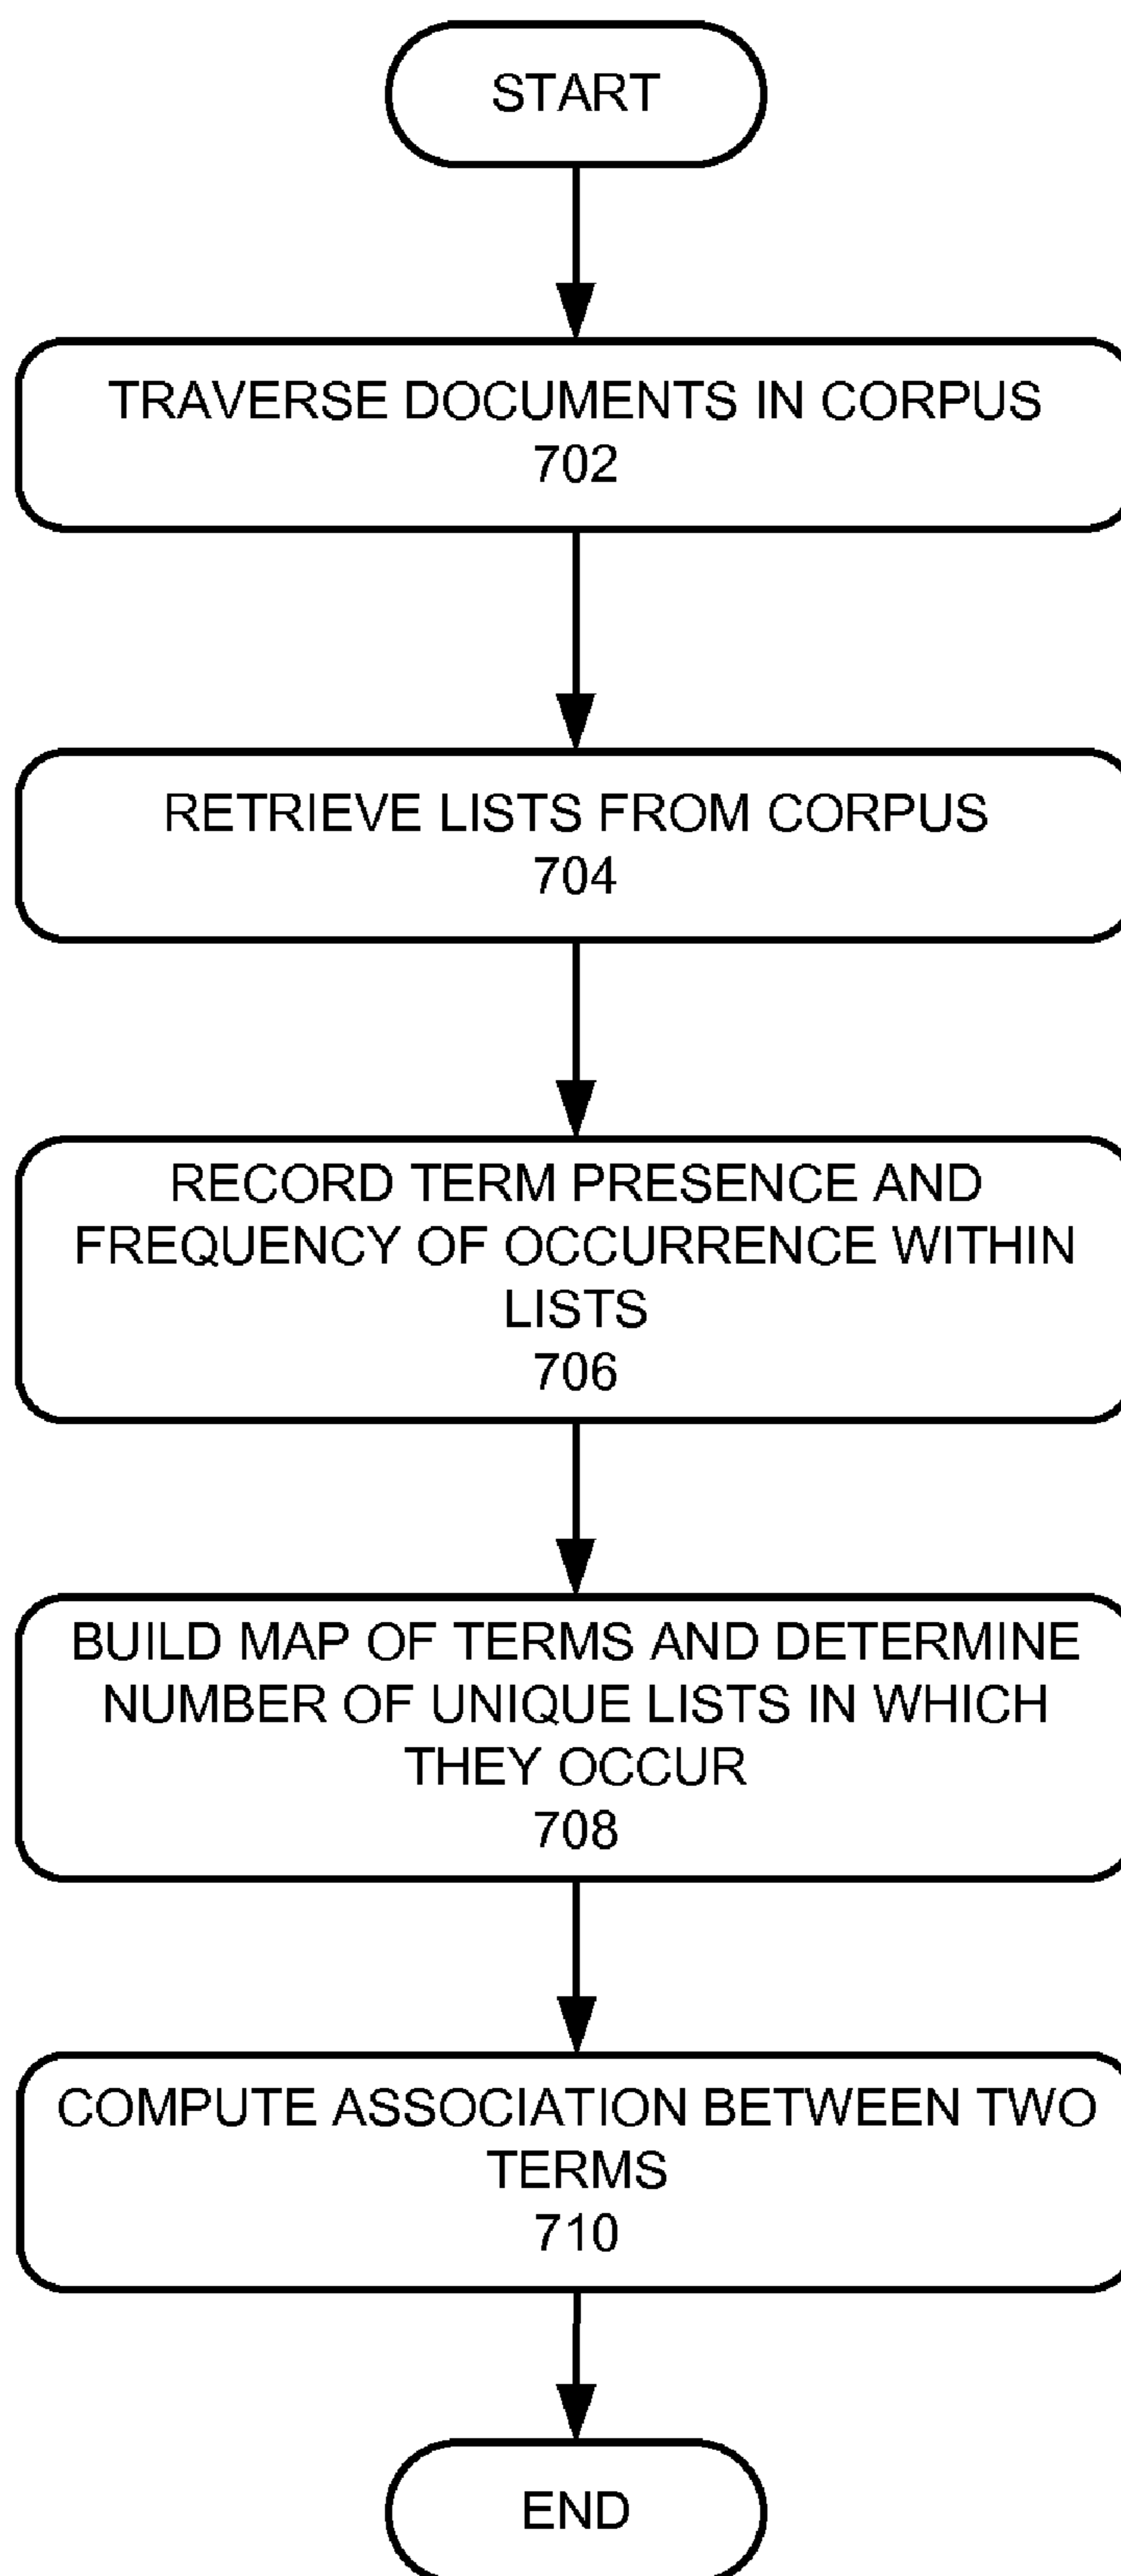 START
TRAVERSE DOCUMENTS IN CORPUS
702
RETRIEVE LISTS FROM CORPUS
704
RECORD TERM PRESENCE AND
FREQUENCY OF OCCURRENCE WITHIN
LISTS
706
BUILD MAP OF TERMS AND DETERMINE
NUMBER OF UNIQUE LISTS IN WHICH
THEY OCCUR
708
COMPUTE ASSOCIATION BETWEEN TWO
TERMS
710
END